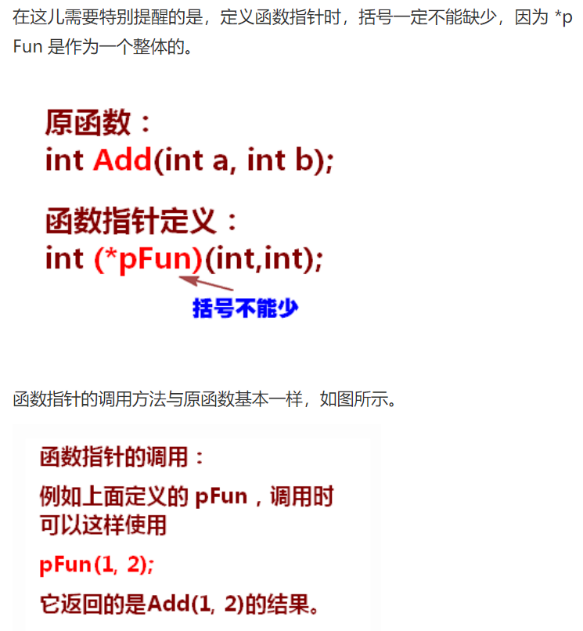 在这儿需要特别提醒的是，定义函数指针时，括号一定不能缺少，因为 *p
Fun 是作为一个整体的。
原函数：
int Add(int a, int b);
函数指针定义：
int (*pFun)(int,int);
括号不能少
函数指针的调用方法与原函数基本一样，如图所示。
函数指针的调用：
例如上面定义的 pFun，调用时
可以这样使用
pFun(1, 2);
它返回的是Add(1, 2)的结果。